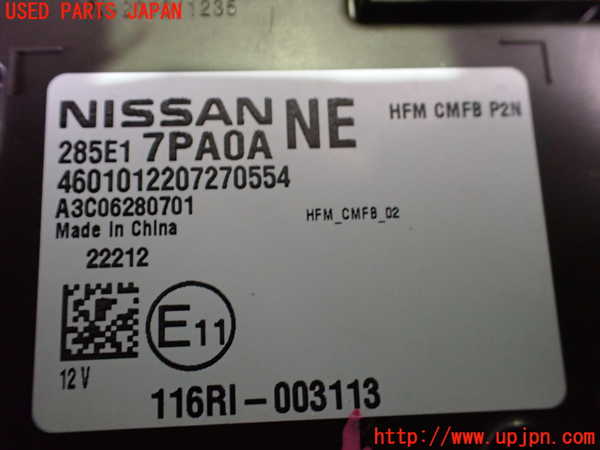 USED PARTS JAPAN
1235
NISSAN NE HFM CMFB P2N
285E1 7PA0A
4601012207270554
A3C06280701
HFM_CMFB_02
Made in China
22212
E11
12 V
116RI-003113
http://www.upjpn.com/